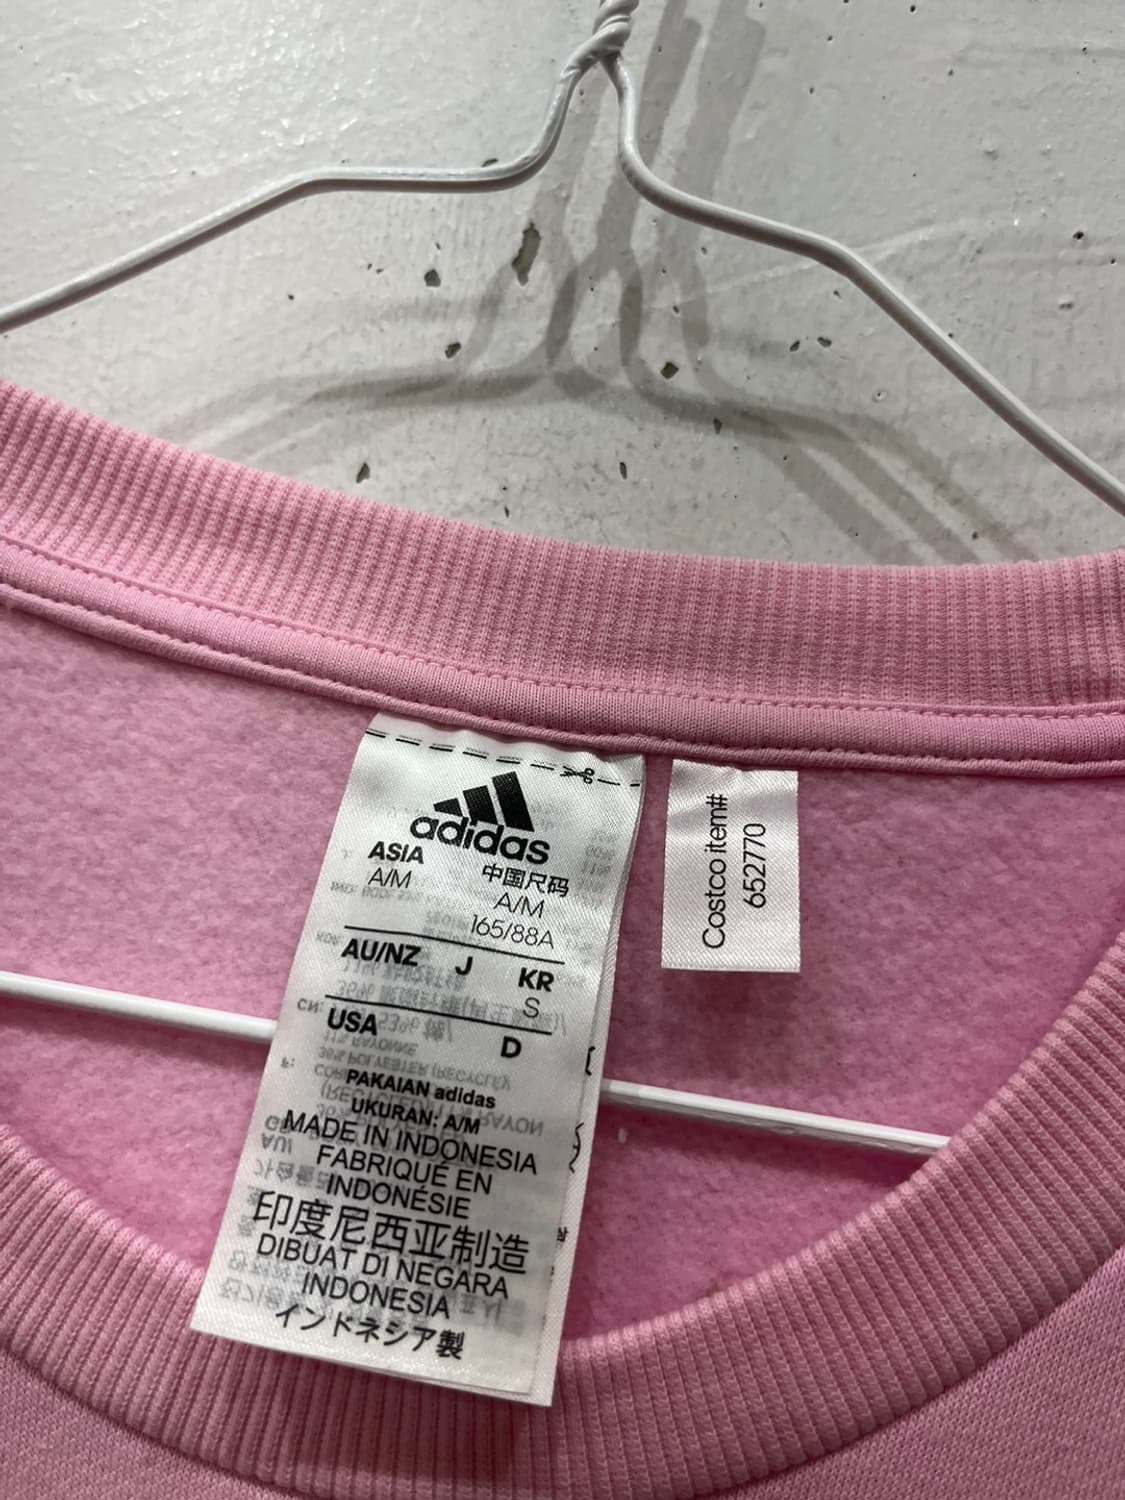 adidas
ASIA 中国尺码
A/M A/M
165/88A
AU/NZ J KR
S
USA D
PAKAIAN adidas
UKURAN: A/M
MADE IN INDONESIA
FABRIQUÉ EN
INDONÉSIE
印度尼西亚制造
DIBUAT DI NEGARA
INDONESIA
インドネシア製
Costco item#
652770